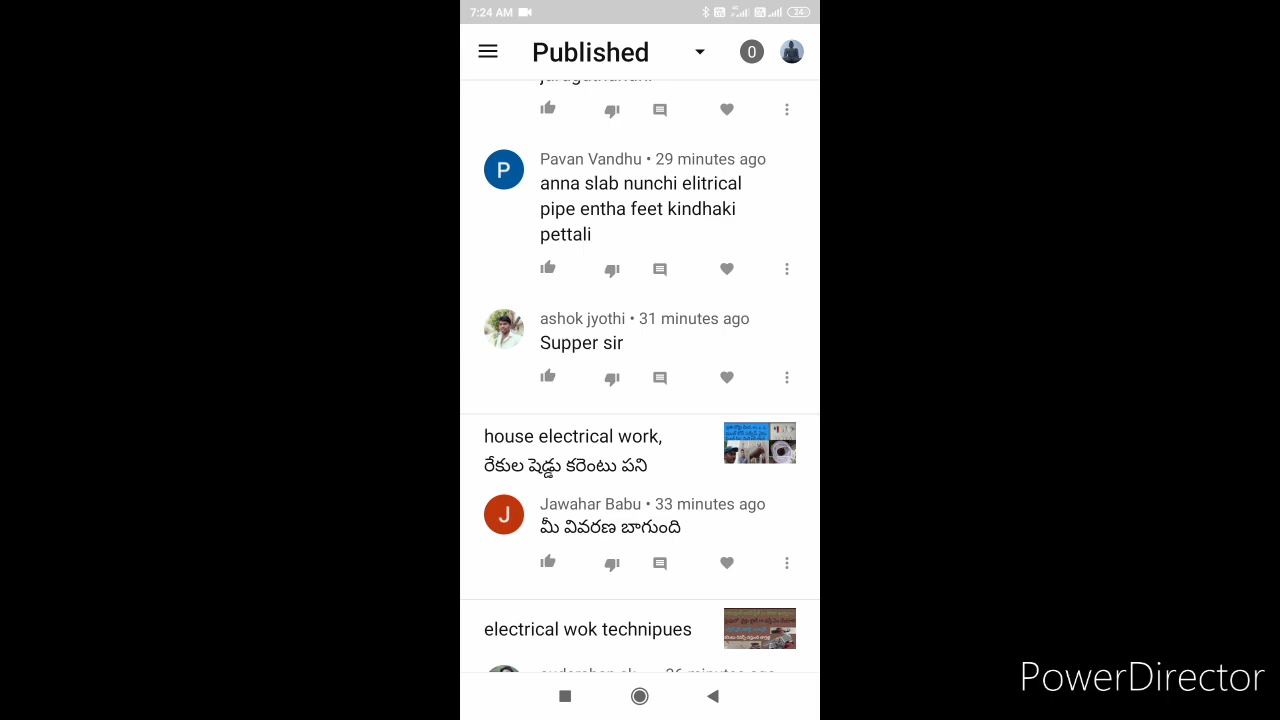 7:24 AM
24
Published
0
Pavan Vandhu • 29 minutes ago
anna slab nunchi elitrical
pipe entha feet kindhaki
pettali
ashok jyothi • 31 minutes ago
Supper sir
house electrical work,
రేకుల షెడ్డు కరెంటు పని
J
Jawahar Babu • 33 minutes ago
మీ వివరణ బాగుంది
electrical wok technipues
PowerDirector